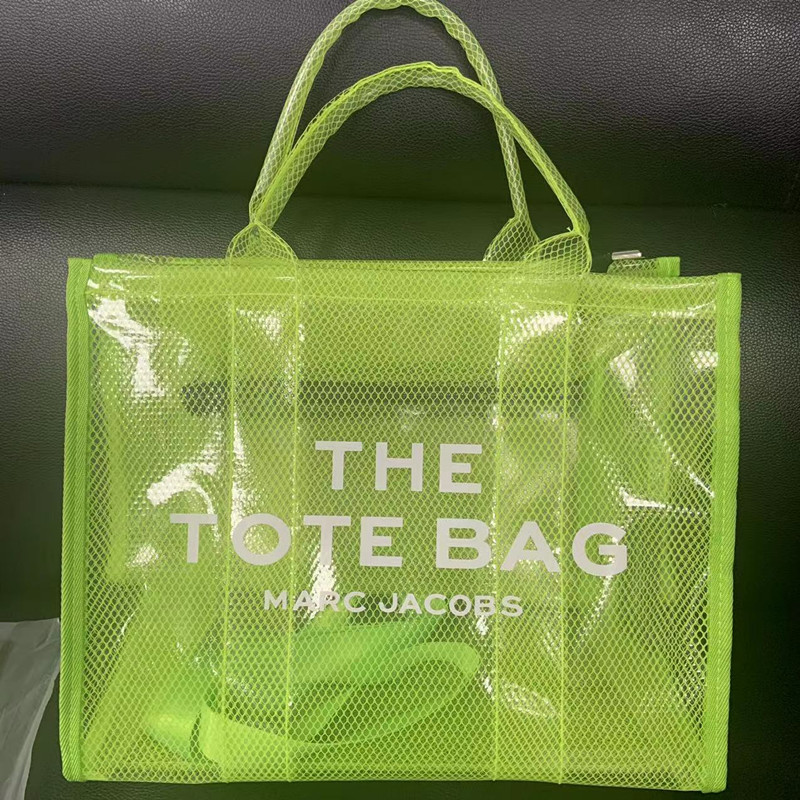 THE
TOTE BAG
MARC JACOBS